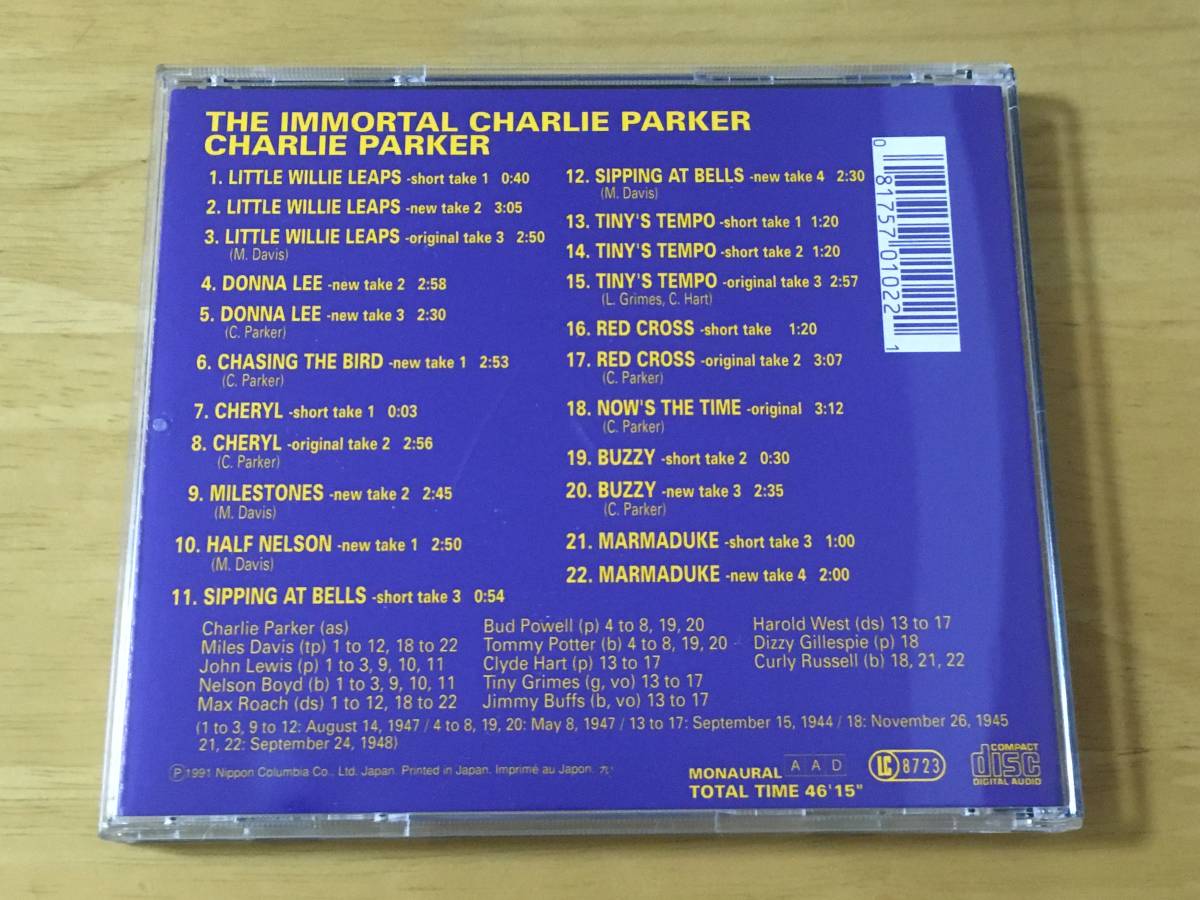 THE IMMORTAL CHARLIE PARKER
CHARLIE PARKER
1. LITTLE WILLIE LEAPS -short take 1 0:40
2. LITTLE WILLIE LEAPS -new take 2 3:05
3. LITTLE WILLIE LEAPS -original take 3 2:50
(M. Davis)
4. DONNA LEE -new take 2 2:58
5. DONNA LEE -new take 3 2:30
(C. Parker)
6. CHASING THE BIRD -new take 1 2:53
(C. Parker)
7. CHERYL -short take 1 0:03
8. CHERYL -original take 2 2:56
(C. Parker)
9. MILESTONES -new take 2 2:45
(M. Davis)
10. HALF NELSON -new take 1 2:50
(M. Davis)
11. SIPPING AT BELLS -short take 3 0:54
12. SIPPING AT BELLS -new take 4 2:30
(M. Davis)
13. TINY'S TEMPO -short take 1 1:20
14. TINY'S TEMPO -short take 2 1:20
15. TINY'S TEMPO -original take 3 2:57
(L. Grimes, C. Hart)
16. RED CROSS -short take 1:20
17. RED CROSS -original take 2 3:07
(C. Parker)
18. NOW'S THE TIME -original 3:12
(C. Parker)
19. BUZZY -short take 2 0:30
20. BUZZY -new take 3 2:35
(C. Parker)
21. MARMADUKE -short take 3 1:00
22. MARMADUKE -new take 4 2:00
0 81757 01022 1
Charlie Parker (as)
Miles Davis (tp) 1 to 12, 18 to 22
John Lewis (p) 1 to 3, 9, 10, 11
Nelson Boyd (b) 1 to 3, 9, 10, 11
Max Roach (ds) 1 to 12, 18 to 22
Bud Powell (p) 4 to 8, 19, 20
Tommy Potter (b) 4 to 8, 19, 20
Clyde Hart (p) 13 to 17
Tiny Grimes (g, vo) 13 to 17
Jimmy Buffs (b, vo) 13 to 17
Harold West (ds) 13 to 17
Dizzy Gillespie (p) 18
Curly Russell (b) 18, 21, 22
(1 to 3, 9 to 12: August 14, 1947 / 4 to 8, 19, 20: May 8, 1947 / 13 to 17: September 15, 1944 / 18: November 26, 1945
21, 22: September 24, 1948)
Ⓟ1991 Nippon Columbia Co., Ltd. Japan. Printed in Japan. Imprimé au Japon.
MONAURAL A A D
TOTAL TIME 46'15"
LC 8723
COMPACT
disc
DIGITAL AUDIO